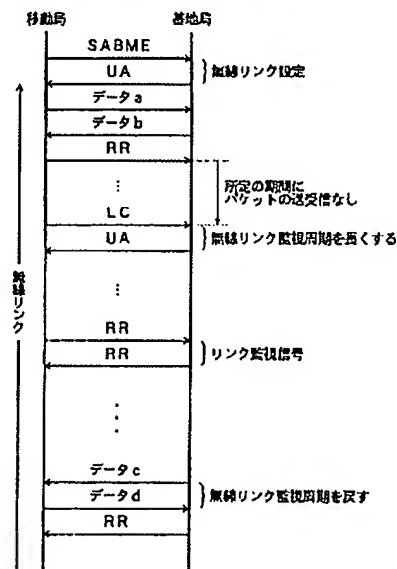 移動局 基地局
SABME
UA
無線リンク設定
データa
データb
RR
所定の期間に
パケットの送受信なし
LC
UA
無線リンク監視周期を長くする
無線リンク
RR
RR
リンク監視信号
データc
データd
無線リンク監視周期を戻す
RR